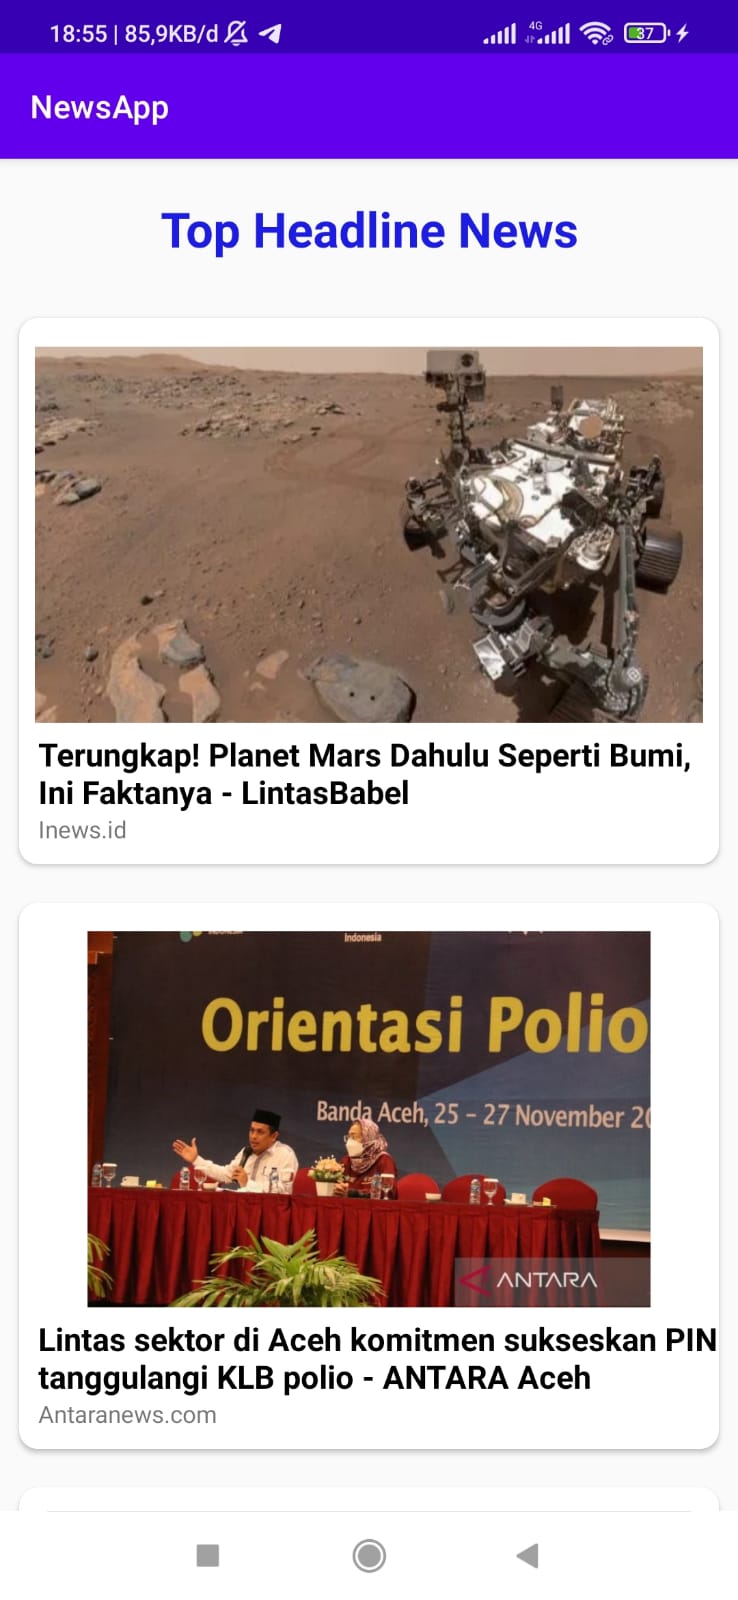 18:55 | 85,9KB/d
4G
37
NewsApp
Top Headline News
Terungkap! Planet Mars Dahulu Seperti Bumi,
Ini Faktanya - LintasBabel
Inews.id
Indonesia
Orientasi Polio
Banda Aceh, 25 - 27 November
ANTARA
Lintas sektor di Aceh komitmen sukseskan PIN
tanggulangi KLB polio - ANTARA Aceh
Antaranews.com